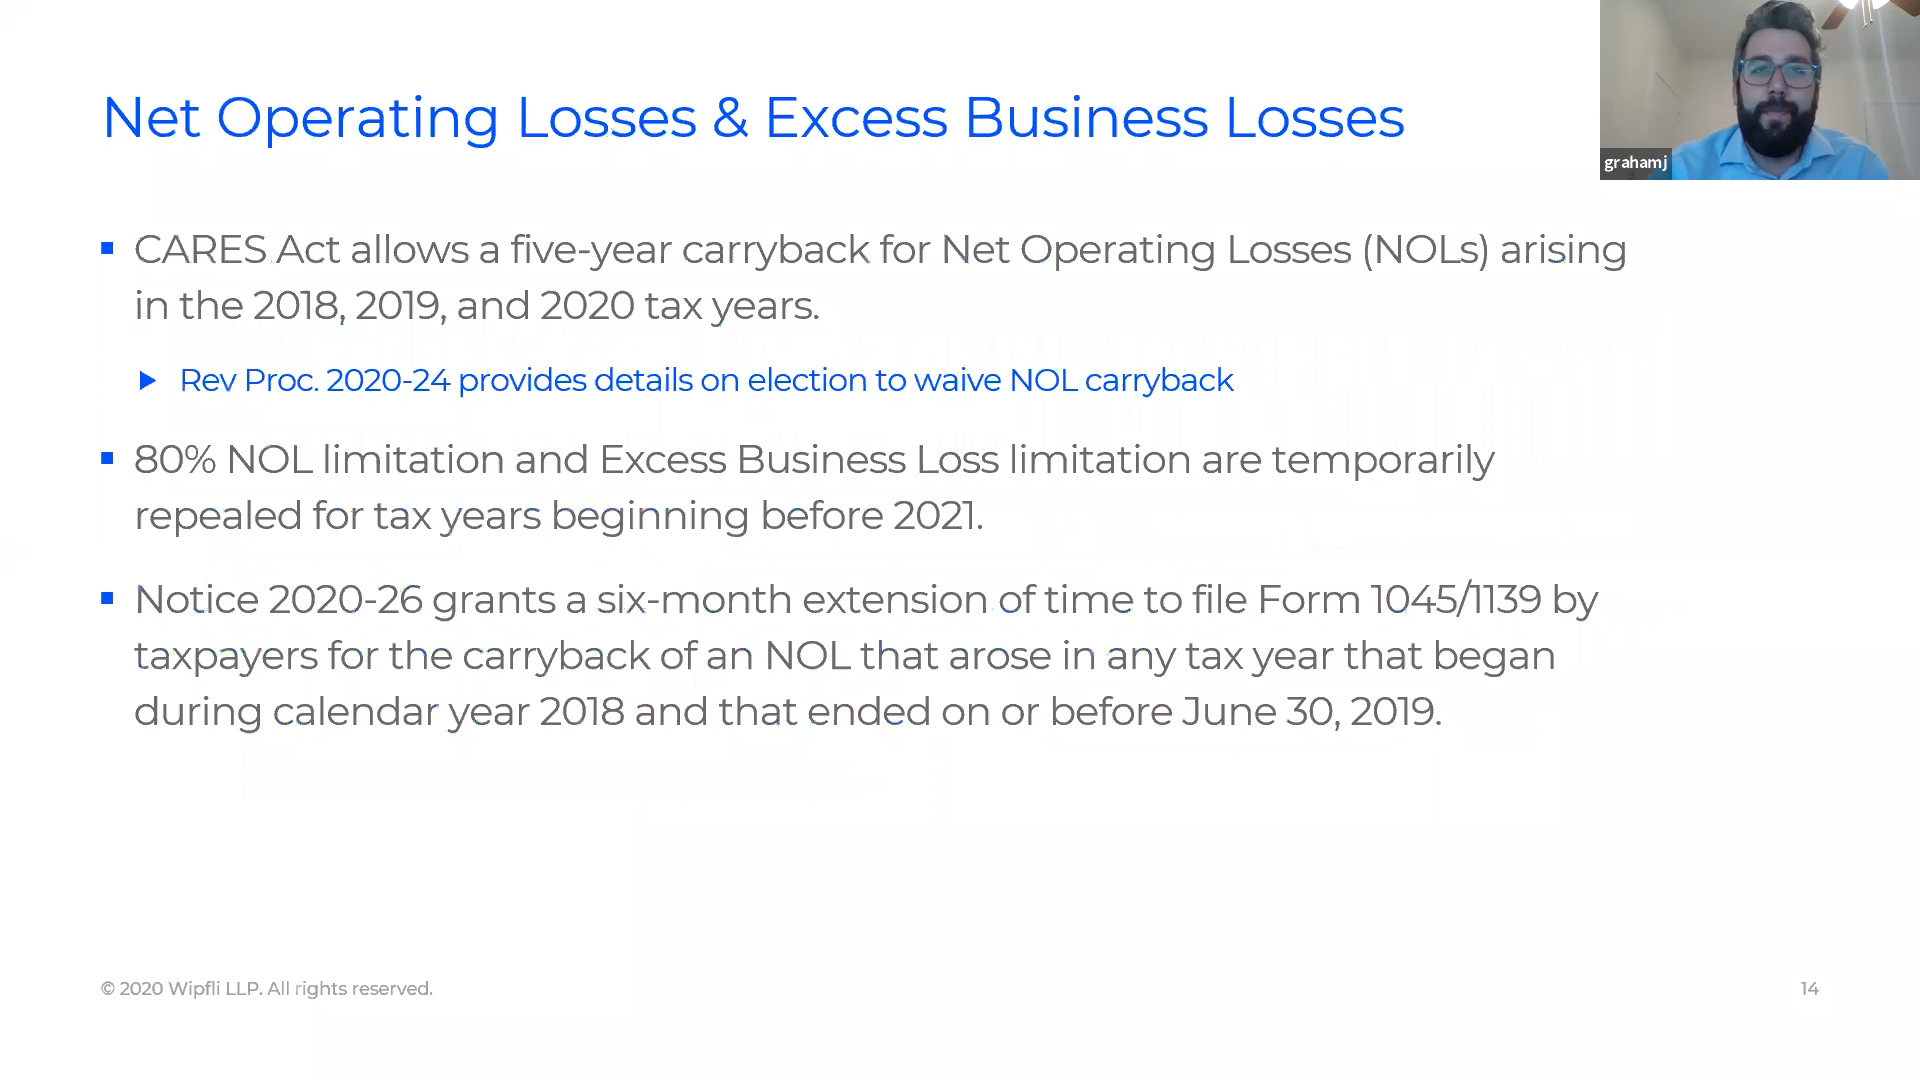 Net Operating Losses & Excess Business Losses
grahamj
CARES Act allows a five-year carryback for Net Operating Losses (NOLs) arising
in the 2018, 2019, and 2020 tax years.
Rev Proc. 2020-24 provides details on election to waive NOL carryback
80% NOL limitation and Excess Business Loss limitation are temporarily
repealed for tax years beginning before 2021.
Notice 2020-26 grants a six-month extension of time to file Form 1045/1139 by
taxpayers for the carryback of an NOL that arose in any tax year that began
during calendar year 2018 and that ended on or before June 30, 2019.
© 2020 Wipfli LLP. All rights reserved.
14